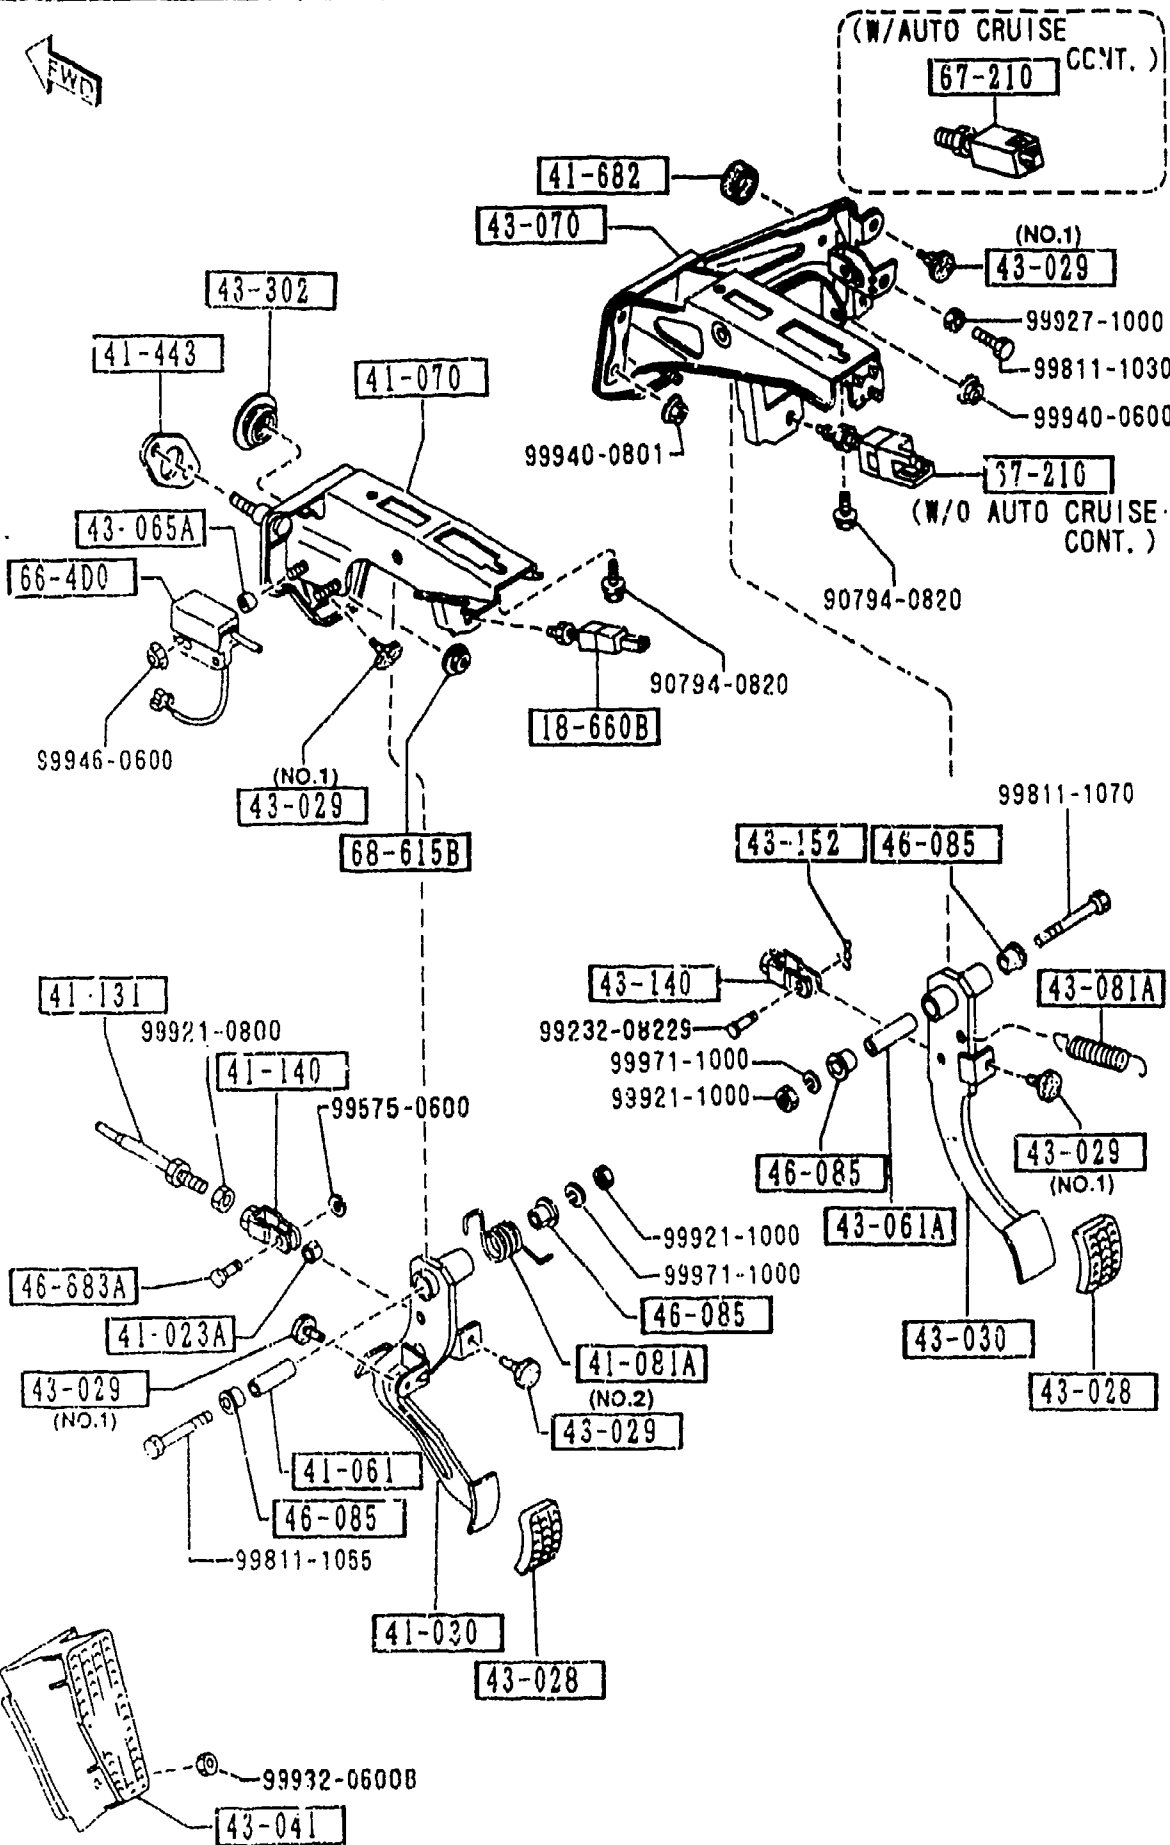 FWD
(W/AUTO CRUISE
CONT. )
67-210
41-682
43-070
(NO.1)
43-029
43-302
99927-1000
41-443
99811-1030
41-070
99940-0600
99940-0801
67-210
(W/O AUTO CRUISE
CONT. )
43-065A
66-4D0
90794-0820
90794-0820
18-660B
99946-0600
(NO.1)
43-029
68-615B
99811-1070
43-152
46-085
41-131
43-140
43-081A
99921-0800
99232-0822S
41-140
99971-1000
99921-1000
99575-0600
43-029
(NO.1)
46-085
43-061A
99921-1000
99971-1000
46-683A
46-085
41-023A
43-030
41-081A
43-029
(NO.1)
(NO.2)
43-029
43-028
41-061
46-085
99811-1055
41-030
43-028
99932-0600B
43-041